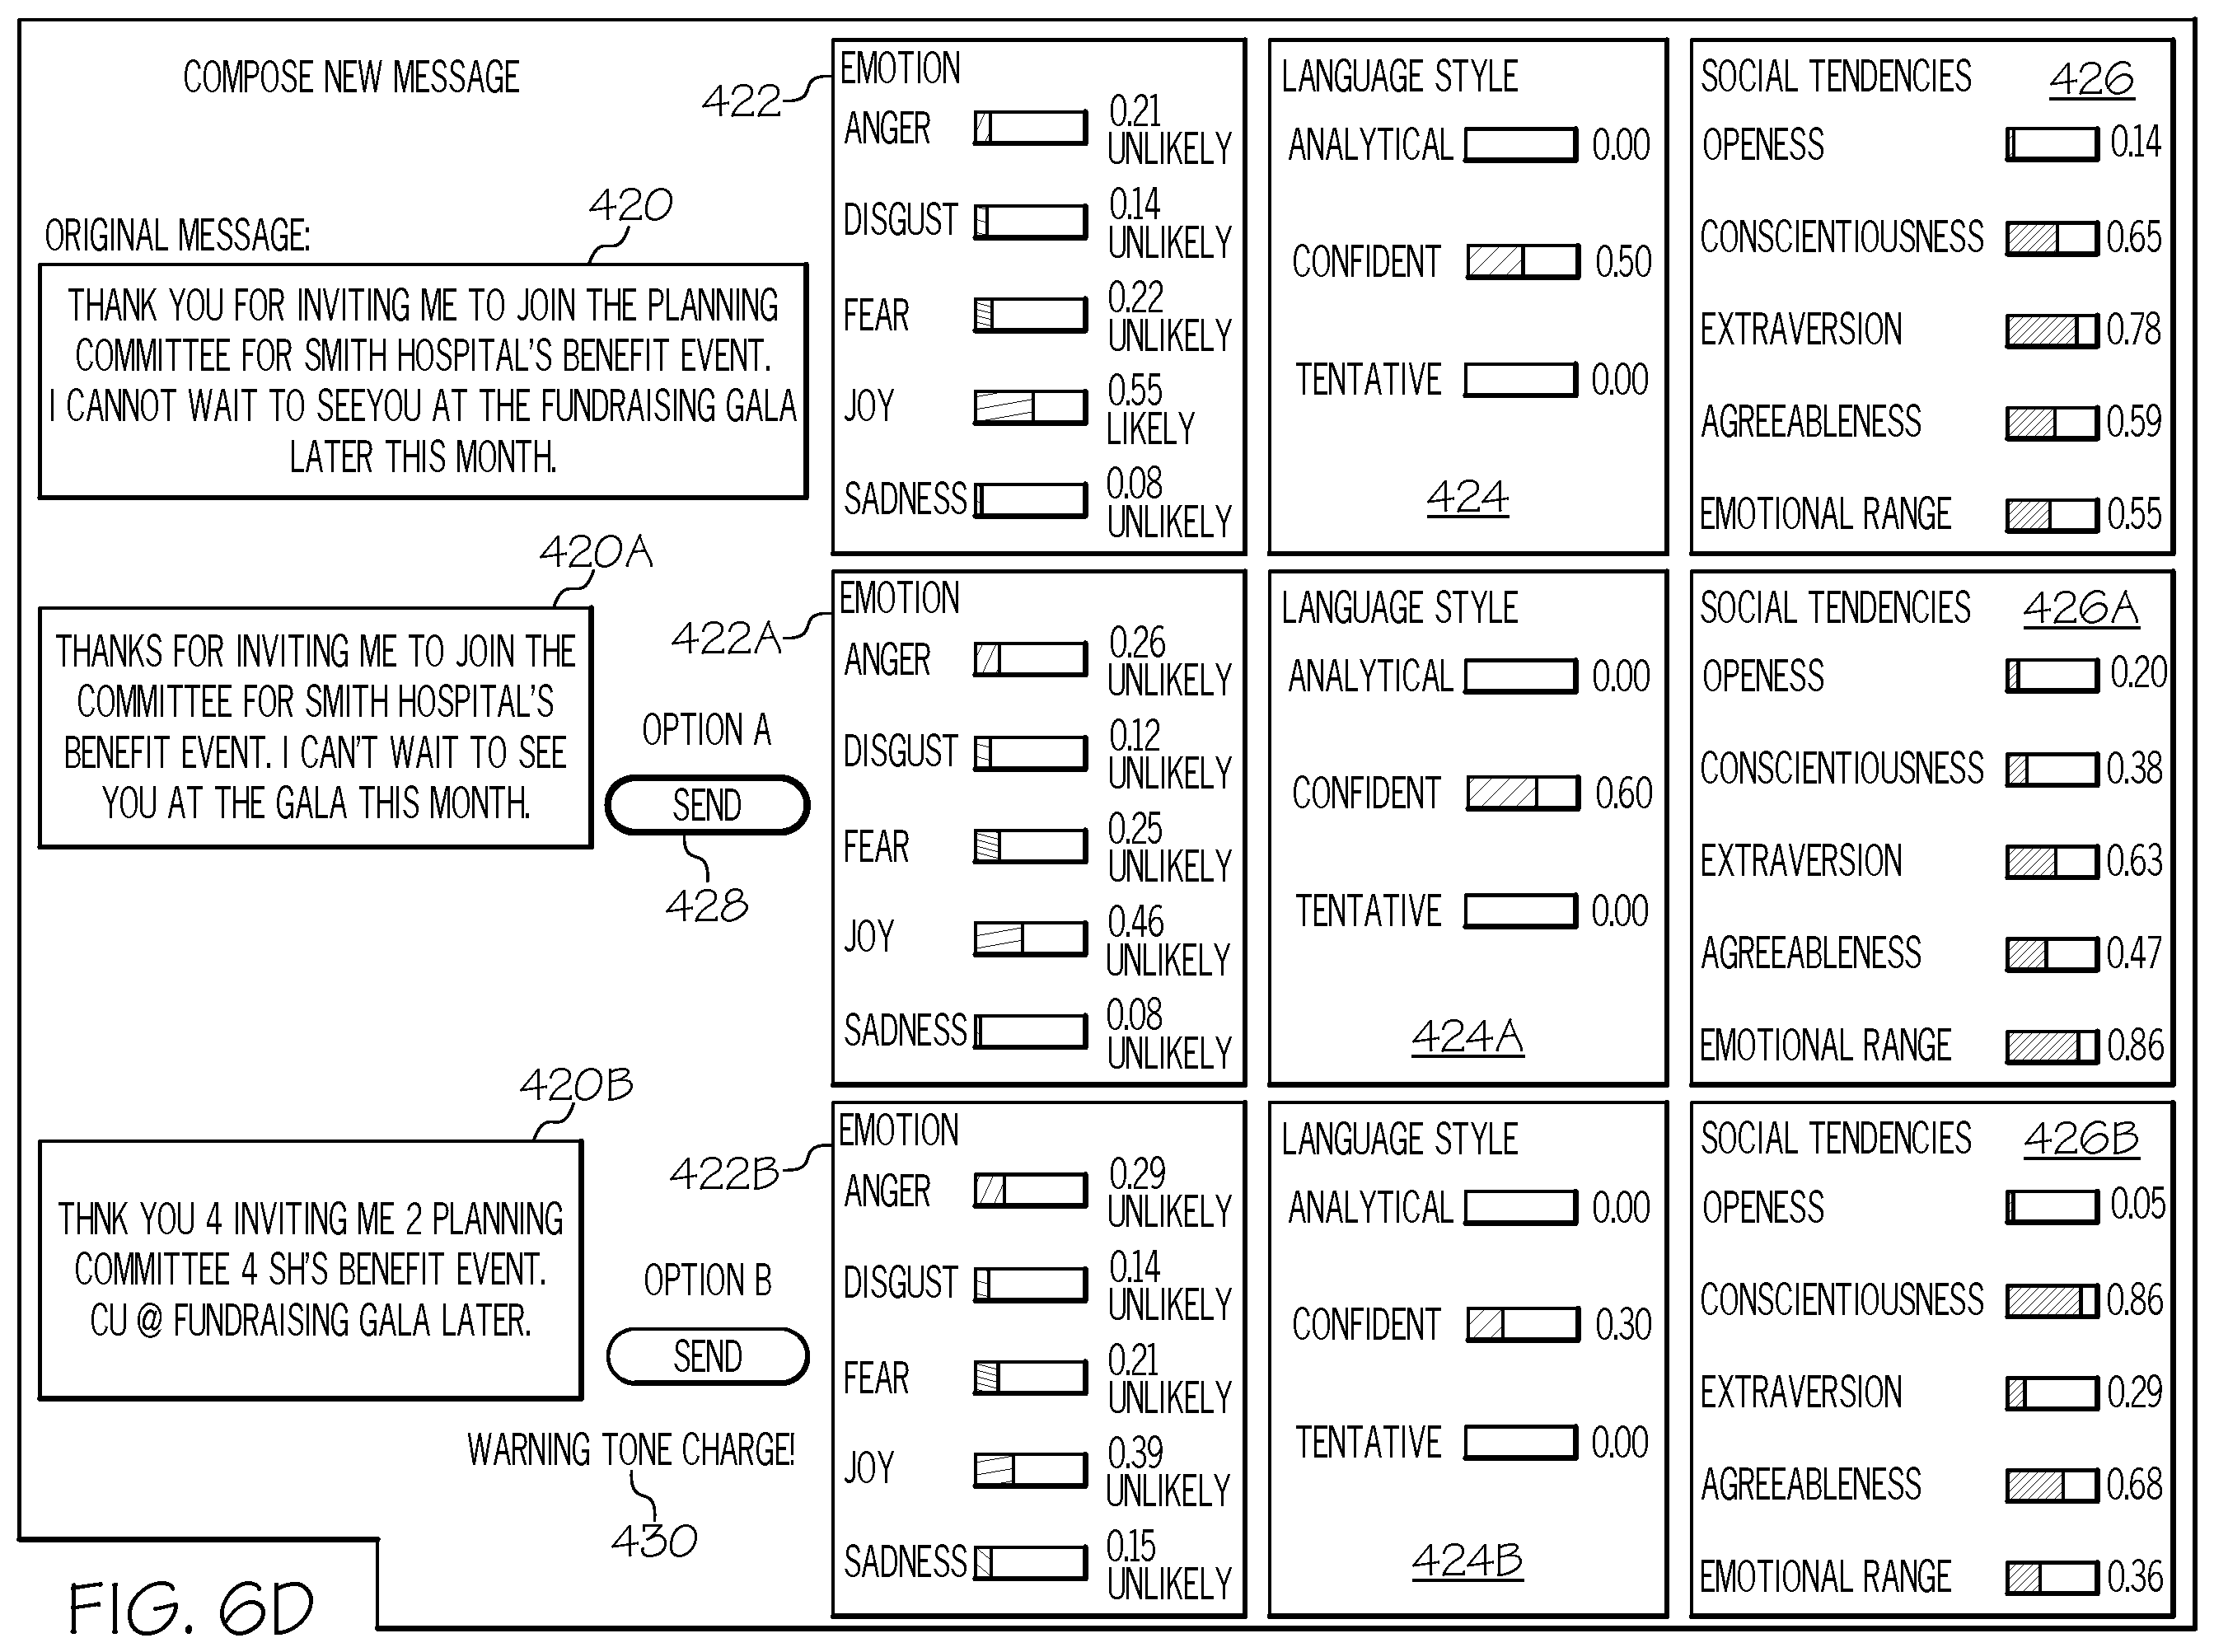 COMPOSE NEW MESSAGE
ORIGINAL MESSAGE:
420
THANK YOU FOR INVITING ME TO JOIN THE PLANNING
COMMITTEE FOR SMITH HOSPITAL'S BENEFIT EVENT.
I CANNOT WAIT TO SEEYOU AT THE FUNDRAISING GALA
LATER THIS MONTH.
422
EMOTION
ANGER 0.21
UNLIKELY
DISGUST 0.14
UNLIKELY
FEAR 0.22
UNLIKELY
JOY 0.55
LIKELY
SADNESS 0.08
UNLIKELY
LANGUAGE STYLE
ANALYTICAL 0.00
CONFIDENT 0.50
TENTATIVE 0.00
424
SOCIAL TENDENCIES 426
OPENESS 0.14
CONSCIENTIOUSNESS 0.65
EXTRAVERSION 0.78
AGREEABLENESS 0.59
EMOTIONAL RANGE 0.55
420A
THANKS FOR INVITING ME TO JOIN THE
COMMITTEE FOR SMITH HOSPITAL'S
BENEFIT EVENT. I CAN'T WAIT TO SEE
YOU AT THE GALA THIS MONTH.
OPTION A
SEND
428
422A
EMOTION
ANGER 0.26
UNLIKELY
DISGUST 0.12
UNLIKELY
FEAR 0.25
UNLIKELY
JOY 0.46
UNLIKELY
SADNESS 0.08
UNLIKELY
LANGUAGE STYLE
ANALYTICAL 0.00
CONFIDENT 0.60
TENTATIVE 0.00
424A
SOCIAL TENDENCIES 426A
OPENESS 0.20
CONSCIENTIOUSNESS 0.38
EXTRAVERSION 0.63
AGREEABLENESS 0.47
EMOTIONAL RANGE 0.86
420B
THNK YOU 4 INVITING ME 2 PLANNING
COMMITTEE 4 SH'S BENEFIT EVENT.
CU @ FUNDRAISING GALA LATER.
OPTION B
SEND
WARNING TONE CHARGE!
430
422B
EMOTION
ANGER 0.29
UNLIKELY
DISGUST 0.14
UNLIKELY
FEAR 0.21
UNLIKELY
JOY 0.39
UNLIKELY
SADNESS 0.15
UNLIKELY
LANGUAGE STYLE
ANALYTICAL 0.00
CONFIDENT 0.30
TENTATIVE 0.00
424B
SOCIAL TENDENCIES 426B
OPENESS 0.05
CONSCIENTIOUSNESS 0.86
EXTRAVERSION 0.29
AGREEABLENESS 0.68
EMOTIONAL RANGE 0.36
FIG. 6D